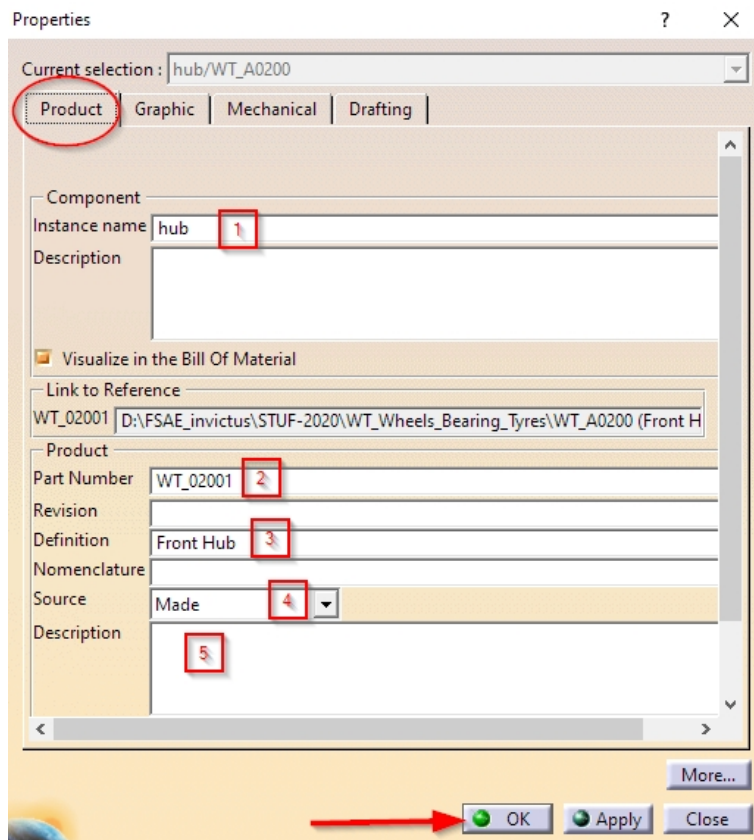 Properties ? ×
Current selection : hub/WT_A0200
Product Graphic Mechanical Drafting
Component
Instance name hub 1
Description
Visualize in the Bill Of Material
Link to Reference
WT_02001 D:\FSAE_invictus\STUF-2020\WT_Wheels_Bearing_Tyres\WT_A0200 (Front H
Product
Part Number WT_02001 2
Revision
Definition Front Hub 3
Nomenclature
Source Made 4
Description
5
More...
OK Apply Close